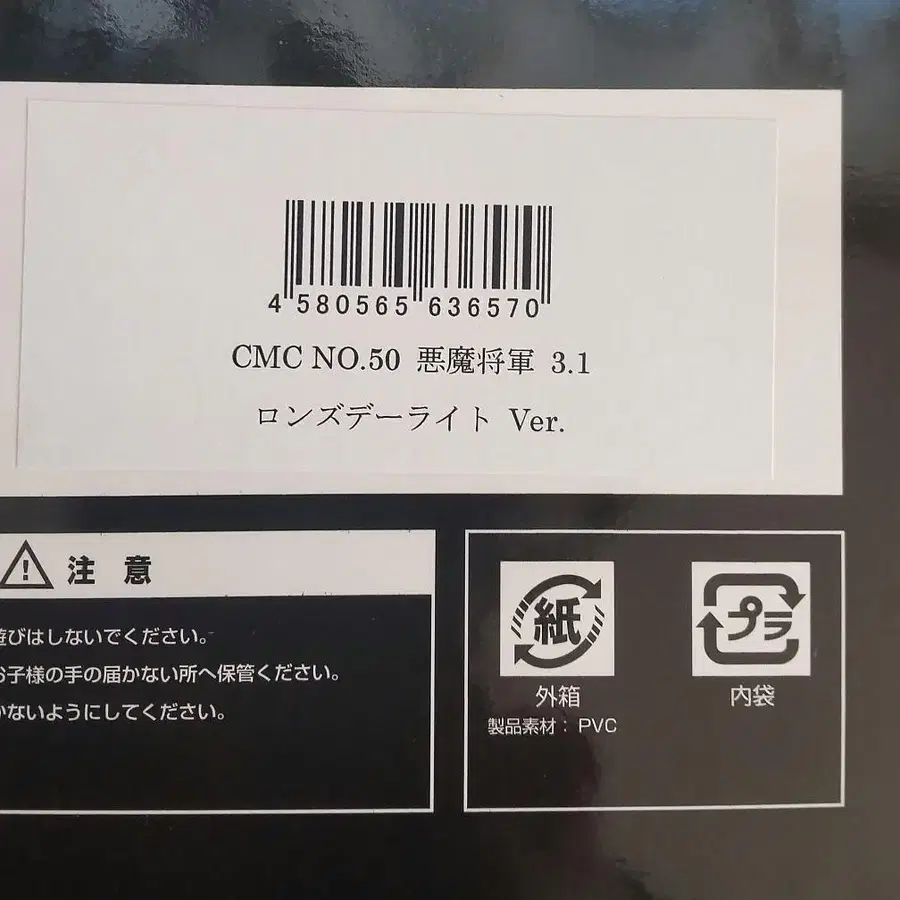 4 580565 636570
CMC NO.50 悪魔将軍 3.1
ロンズデーライト Ver.
注 意
遊びはしないでください。
お子様の手の届かない所へ保管ください。
かないようにしてください。
紙
プラ
外箱
内袋
製品素材：PVC